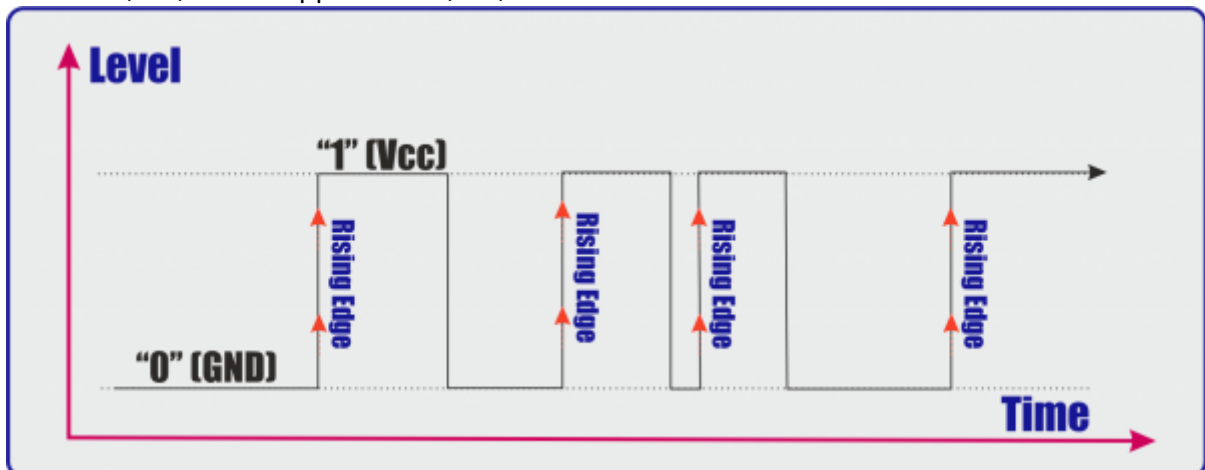 Level
“1” (Vcc)
Rising Edge
Rising Edge
Rising Edge
Rising Edge
“0” (GND)
Time